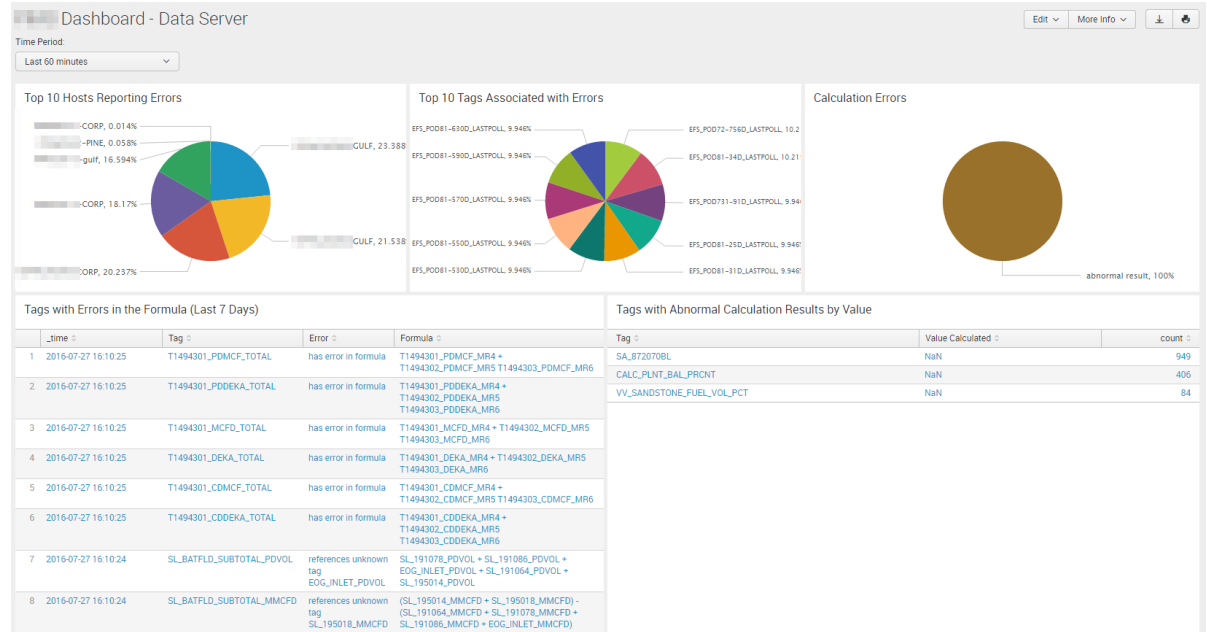 Dashboard - Data Server
Edit
More Info
Time Period:
Last 60 minutes
Top 10 Hosts Reporting Errors
-CORP, 0.014%
-PINE, 0.058%
-gulf, 16.594%
-CORP, 18.17%
CORP, 20.237%
GULF, 23.388
GULF, 21.538
Top 10 Tags Associated with Errors
EFS_POD81-630D_LASTPOLL, 9.946%
EFS_POD81-590D_LASTPOLL, 9.946%
EFS_POD81-570D_LASTPOLL, 9.946%
EFS_POD81-550D_LASTPOLL, 9.946%
EFS_POD81-530D_LASTPOLL, 9.946%
EFS_POD72-756D_LASTPOLL, 10.2
EFS_POD81-34D_LASTPOLL, 10.21
EFS_POD731-91D_LASTPOLL, 9.94
EFS_POD81-25D_LASTPOLL, 9.946
EFS_POD81-31D_LASTPOLL, 9.946
Calculation Errors
abnormal result, 100%
Tags with Errors in the Formula (Last 7 Days)
_time Tag Error Formula
1 2016-07-27 16:10:25 T1494301_PDMCF_TOTAL has error in formula T1494301_PDMCF_MR4 +
T1494302_PDMCF_MR5 T1494303_PDMCF_MR6
2 2016-07-27 16:10:25 T1494301_PDDEKA_TOTAL has error in formula T1494301_PDDEKA_MR4 +
T1494302_PDDEKA_MR5
T1494303_PDDEKA_MR6
3 2016-07-27 16:10:25 T1494301_MCFD_TOTAL has error in formula T1494301_MCFD_MR4 + T1494302_MCFD_MR5
T1494303_MCFD_MR6
4 2016-07-27 16:10:25 T1494301_DEKA_TOTAL has error in formula T1494301_DEKA_MR4 + T1494302_DEKA_MR5
T1494303_DEKA_MR6
5 2016-07-27 16:10:25 T1494301_CDMCF_TOTAL has error in formula T1494301_CDMCF_MR4 +
T1494302_CDMCF_MR5 T1494303_CDMCF_MR6
6 2016-07-27 16:10:25 T1494301_CDDEKA_TOTAL has error in formula T1494301_CDDEKA_MR4 +
T1494302_CDDEKA_MR5
T1494303_CDDEKA_MR6
7 2016-07-27 16:10:24 SL_BATFLD_SUBTOTAL_PDVOL references unknown SL_191078_PDVOL + SL_191086_PDVOL +
tag EOG_INLET_PDVOL + SL_191064_PDVOL +
EOG_INLET_PDVOL SL_195014_PDVOL
8 2016-07-27 16:10:24 SL_BATFLD_SUBTOTAL_MMCFD references unknown (SL_195014_MMCFD + SL_195018_MMCFD) -
tag (SL_191064_MMCFD + SL_191078_MMCFD +
SL_195018_MMCFD SL_191086_MMCFD + EOG_INLET_MMCFD)
Tags with Abnormal Calculation Results by Value
Tag Value Calculated count
SA_872070BL NaN 949
CALC_PLNT_BAL_PRCNT NaN 406
VV_SANDSTONE_FUEL_VOL_PCT NaN 84